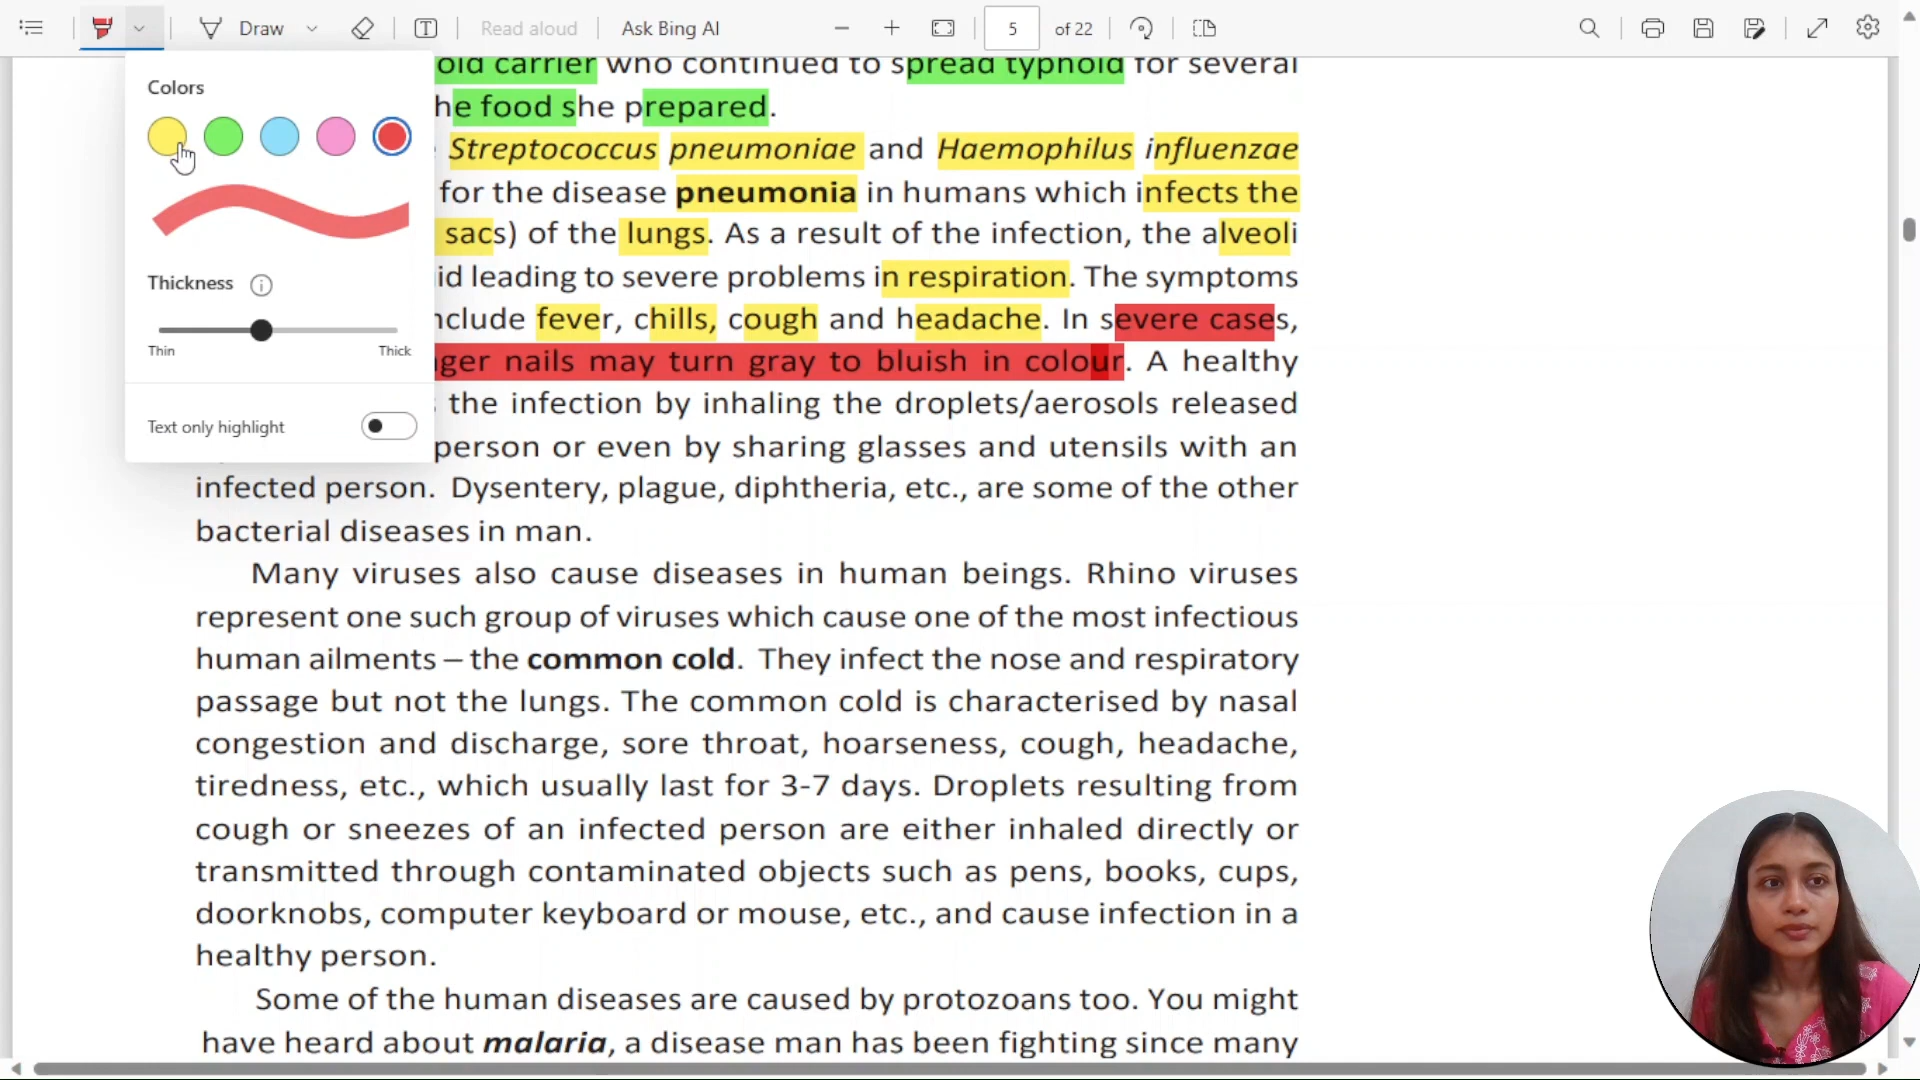 Draw
Read aloud
Ask Bing AI
5
of 22
Colors
Thickness
Thin
Thick
Text only highlight
old carrier who continued to spread typhoid for several
he food she prepared.
Streptococcus pneumoniae and Haemophilus influenzae
for the disease pneumonia in humans which infects the
sacs) of the lungs. As a result of the infection, the alveoli
id leading to severe problems in respiration. The symptoms
nclude fever, chills, cough and headache. In severe cases,
nger nails may turn gray to bluish in colour. A healthy
the infection by inhaling the droplets/aerosols released
person or even by sharing glasses and utensils with an
infected person. Dysentery, plague, diphtheria, etc., are some of the other
bacterial diseases in man.
Many viruses also cause diseases in human beings. Rhino viruses
represent one such group of viruses which cause one of the most infectious
human ailments – the common cold. They infect the nose and respiratory
passage but not the lungs. The common cold is characterised by nasal
congestion and discharge, sore throat, hoarseness, cough, headache,
tiredness, etc., which usually last for 3-7 days. Droplets resulting from
cough or sneezes of an infected person are either inhaled directly or
transmitted through contaminated objects such as pens, books, cups,
doorknobs, computer keyboard or mouse, etc., and cause infection in a
healthy person.
Some of the human diseases are caused by protozoans too. You might
have heard about malaria, a disease man has been fighting since many